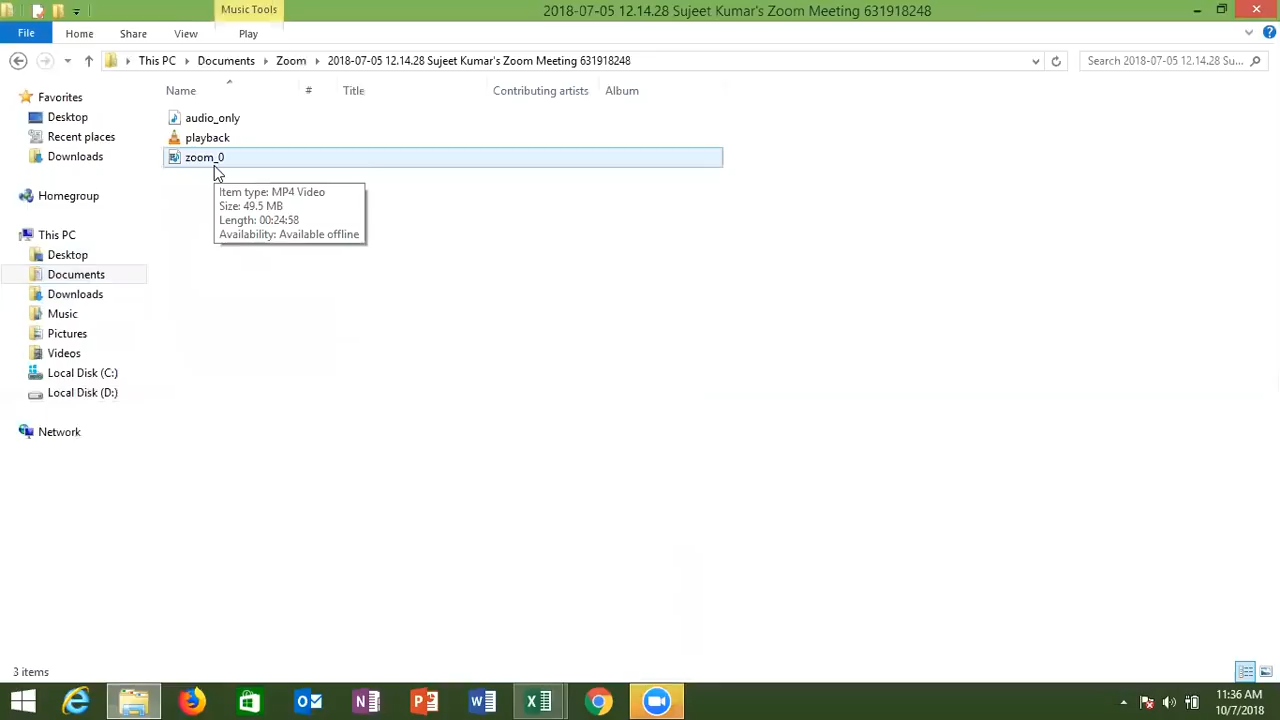 Music Tools
2018-07-05 12.14.28 Sujeet Kumar's Zoom Meeting 631918248
File Home Share View Play
This PC Documents Zoom 2018-07-05 12.14.28 Sujeet Kumar's Zoom Meeting 631918248
Search 2018-07-05 12.14.28 Su...
Name # Title Contributing artists Album
Favorites
Desktop
Recent places
Downloads
Homegroup
This PC
Desktop
Documents
Downloads
Music
Pictures
Videos
Local Disk (C:)
Local Disk (D:)
Network
audio_only
playback
zoom_0
Item type: MP4 Video
Size: 49.5 MB
Length: 00:24:58
Availability: Available offline
3 items
11:36 AM
10/7/2018